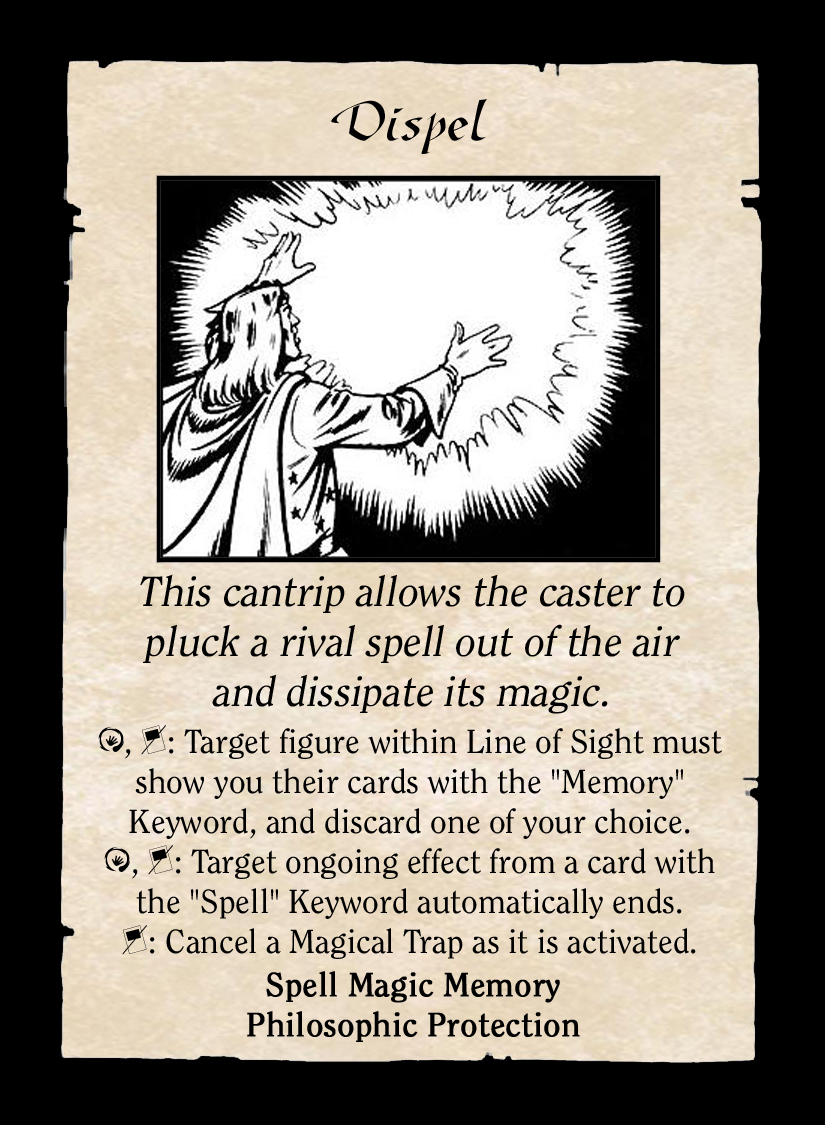 Dispel
This cantrip allows the caster to
pluck a rival spell out of the air
and dissipate its magic.
, : Target figure within Line of Sight must
show you their cards with the "Memory"
Keyword, and discard one of your choice.
, : Target ongoing effect from a card with
the "Spell" Keyword automatically ends.
: Cancel a Magical Trap as it is activated.
Spell Magic Memory
Philosophic Protection